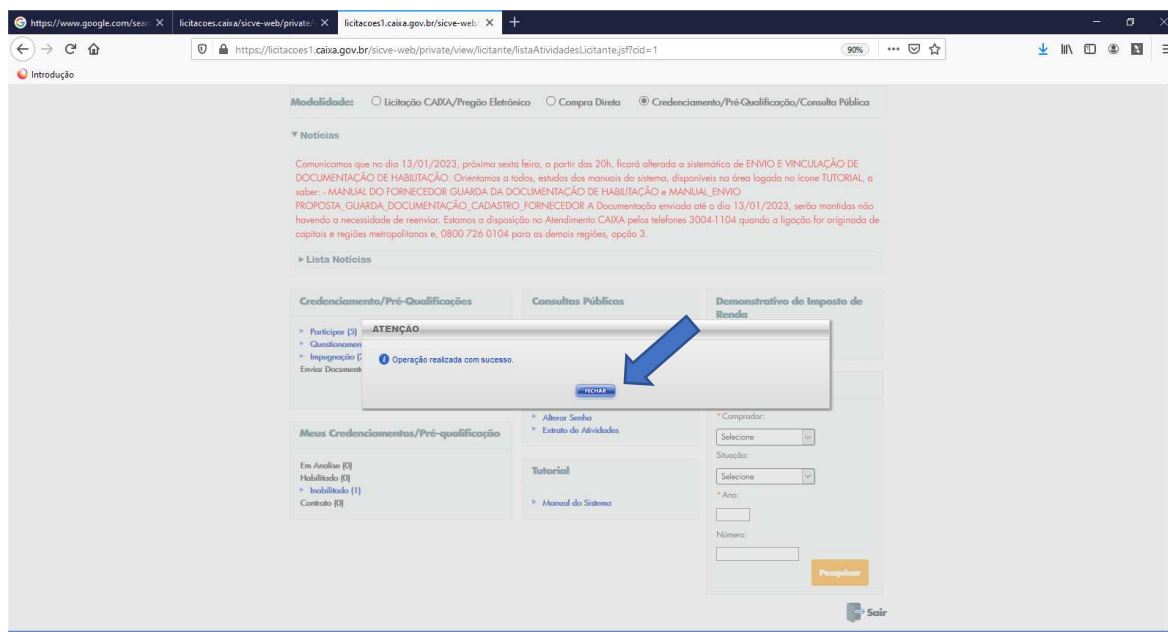 https://www.google.com/sear
licitacoes.caixa/sicve-web/private/
licitacoes1.caixa.gov.br/sicve-web/
https://licitacoes1.caixa.gov.br/sicve-web/private/view/licitante/listaAtividadesLicitante.jsf?cid=1
90%
Introdução
Modalidade: Licitação CAIXA/Pregão Eletrônico Compra Direta Credenciamento/Pré-Qualificação/Consulta Pública
Notícias
Comunicamos que no dia 13/01/2023, próxima sexta feira, a partir das 20h, ficará alterada a sistemática de ENVIO E VINCULAÇÃO DE
DOCUMENTAÇÃO DE HABILITAÇÃO. Orientamos a todos, estudos dos manuais do sistema, disponíveis na área logada no ícone TUTORIAL, a
saber: - MANUAL DO FORNECEDOR GUARDA DA DOCUMENTAÇÃO DE HABILITAÇÃO e MANUAL_ENVIO
PROPOSTA_GUARDA_DOCUMENTAÇÃO_CADASTRO_FORNECEDOR A Documentação enviada até o dia 13/01/2023, serão mantidas não
havendo a necessidade de reenviar. Estamos a disposição no Atendimento CAIXA pelos telefones 3004-1104 quando a ligação for originada de
capitais e regiões metropolitanas e, 0800 726 0104 para as demais regiões, opção 3.
Lista Notícias
Credenciamento/Pré-Qualificações
Participar (5)
Questionamen
Impugnação (
Enviar Document
Consultas Públicas
Demonstrativo de Imposto de
Renda
ATENÇÃO
Operação realizada com sucesso.
FECHAR
Alterar Senha
Extrato de Atividades
Meus Credenciamentos/Pré-qualificação
Em Analise (0)
Habilitado (0)
Inabilitado (1)
Contrato (0)
Tutorial
Manual do Sistema
* Comprador:
Selecione
Situação:
Selecione
* Ano:
Número:
Pesquisar
Sair